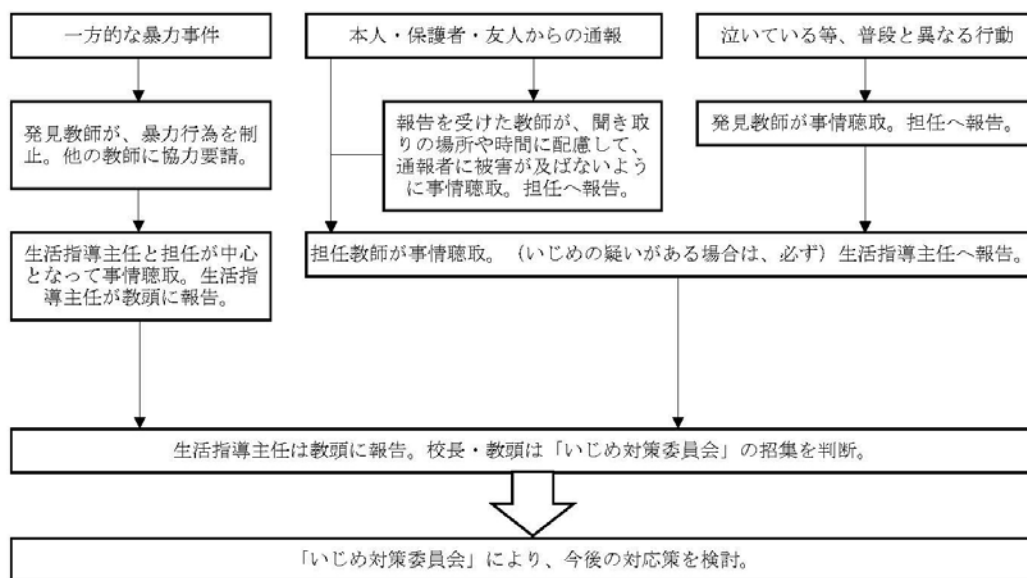 一方的な暴力事件
本人・保護者・友人からの通報
泣いている等、普段と異なる行動
発見教師が、暴力行為を制
止。他の教師に協力要請。
報告を受けた教師が、聞き取
りの場所や時間に配慮して、
通報者に被害が及ばないよう
に事情聴取。担任へ報告。
発見教師が事情聴取。担任へ報告。
生活指導主任と担任が中心
となって事情聴取。生活指
導主任が教頭に報告。
担任教師が事情聴取。（いじめの疑いがある場合は、必ず）生活指導主任へ報告。
生活指導主任は教頭に報告。校長・教頭は「いじめ対策委員会」の招集を判断。
「いじめ対策委員会」により、今後の対応策を検討。